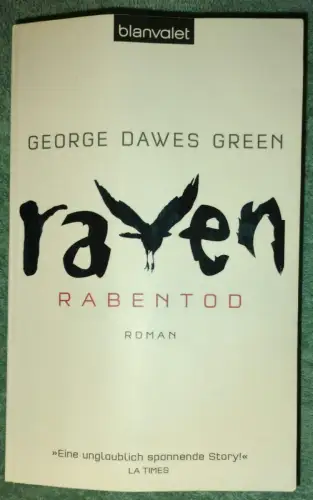 blanvalet
GEORGE DAWES GREEN
raven
RABENTOD
ROMAN
»Eine unglaublich spannende Story!«
LA TIMES